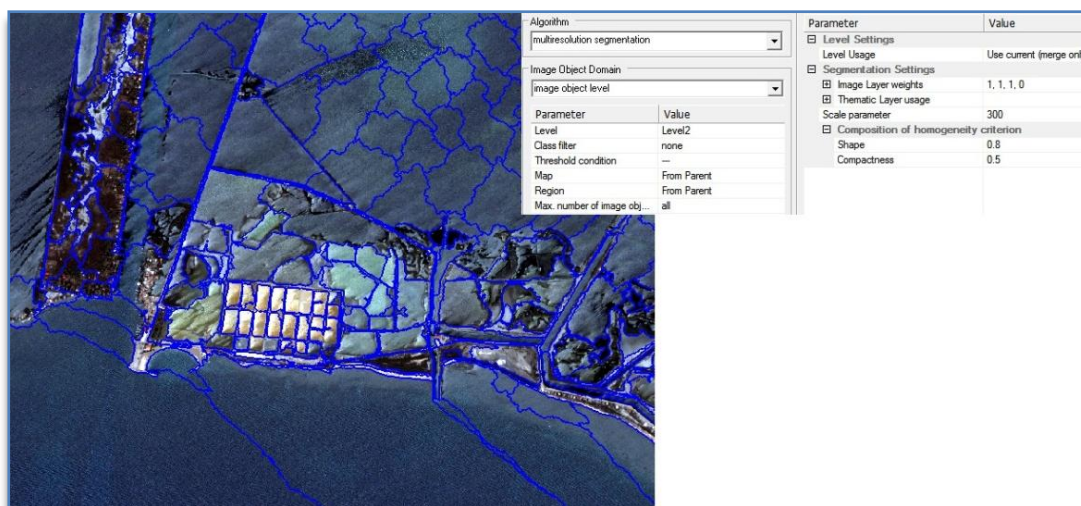 Algorithm
multiresolution segmentation
Image Object Domain
image object level
Parameter Value
Level Level2
Class filter none
Threshold condition —
Map From Parent
Region From Parent
Max. number of image obj... all
Parameter Value
Level Settings
Level Usage Use current (merge onl
Segmentation Settings
Image Layer weights 1, 1, 1, 0
Thematic Layer usage
Scale parameter 300
Composition of homogeneity criterion
Shape 0.8
Compactness 0.5